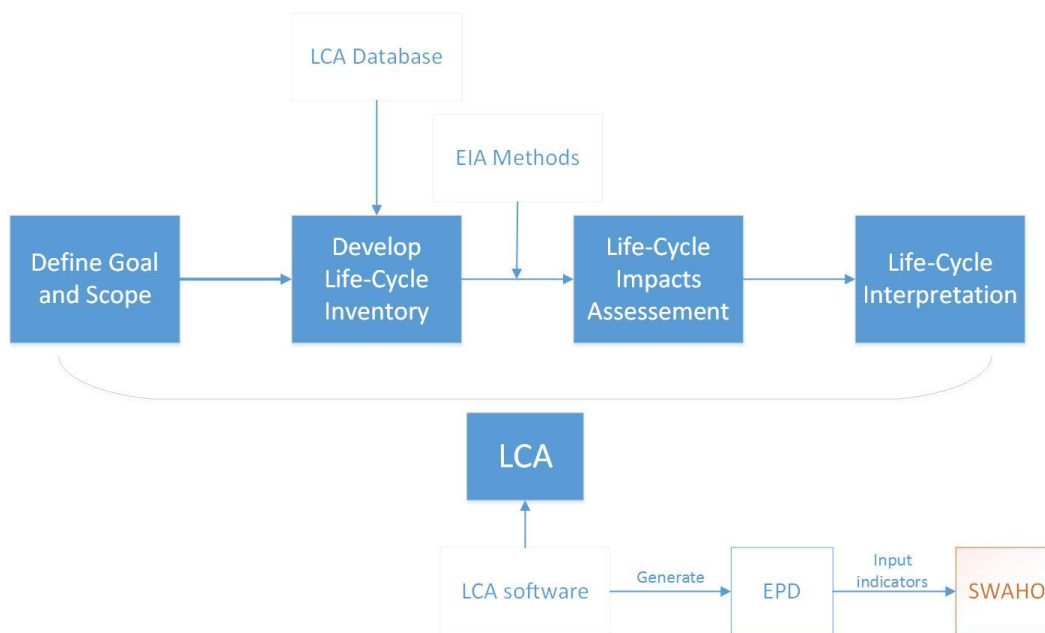 LCA Database
EIA Methods
Define Goal
and Scope
Develop
Life-Cycle
Inventory
Life-Cycle
Impacts
Assessement
Life-Cycle
Interpretation
LCA
LCA software
Generate
EPD
Input
indicators
SWAHO